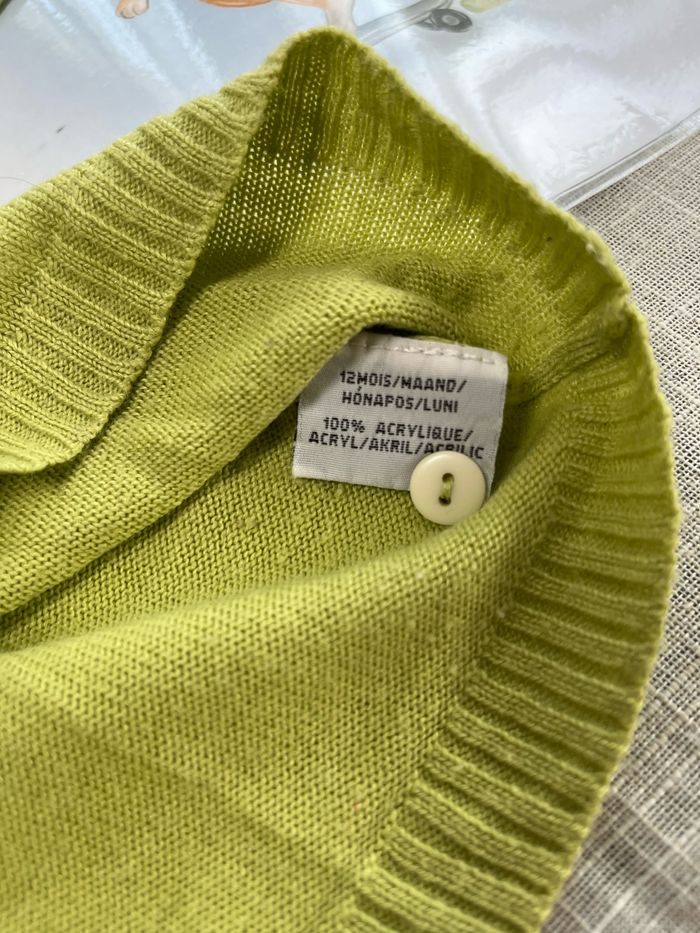 12MOIS/MAAND/
HÓNAPOS/LUNI
100% ACRYLIQUE/
ACRYL/AKRIL/ACRILIC